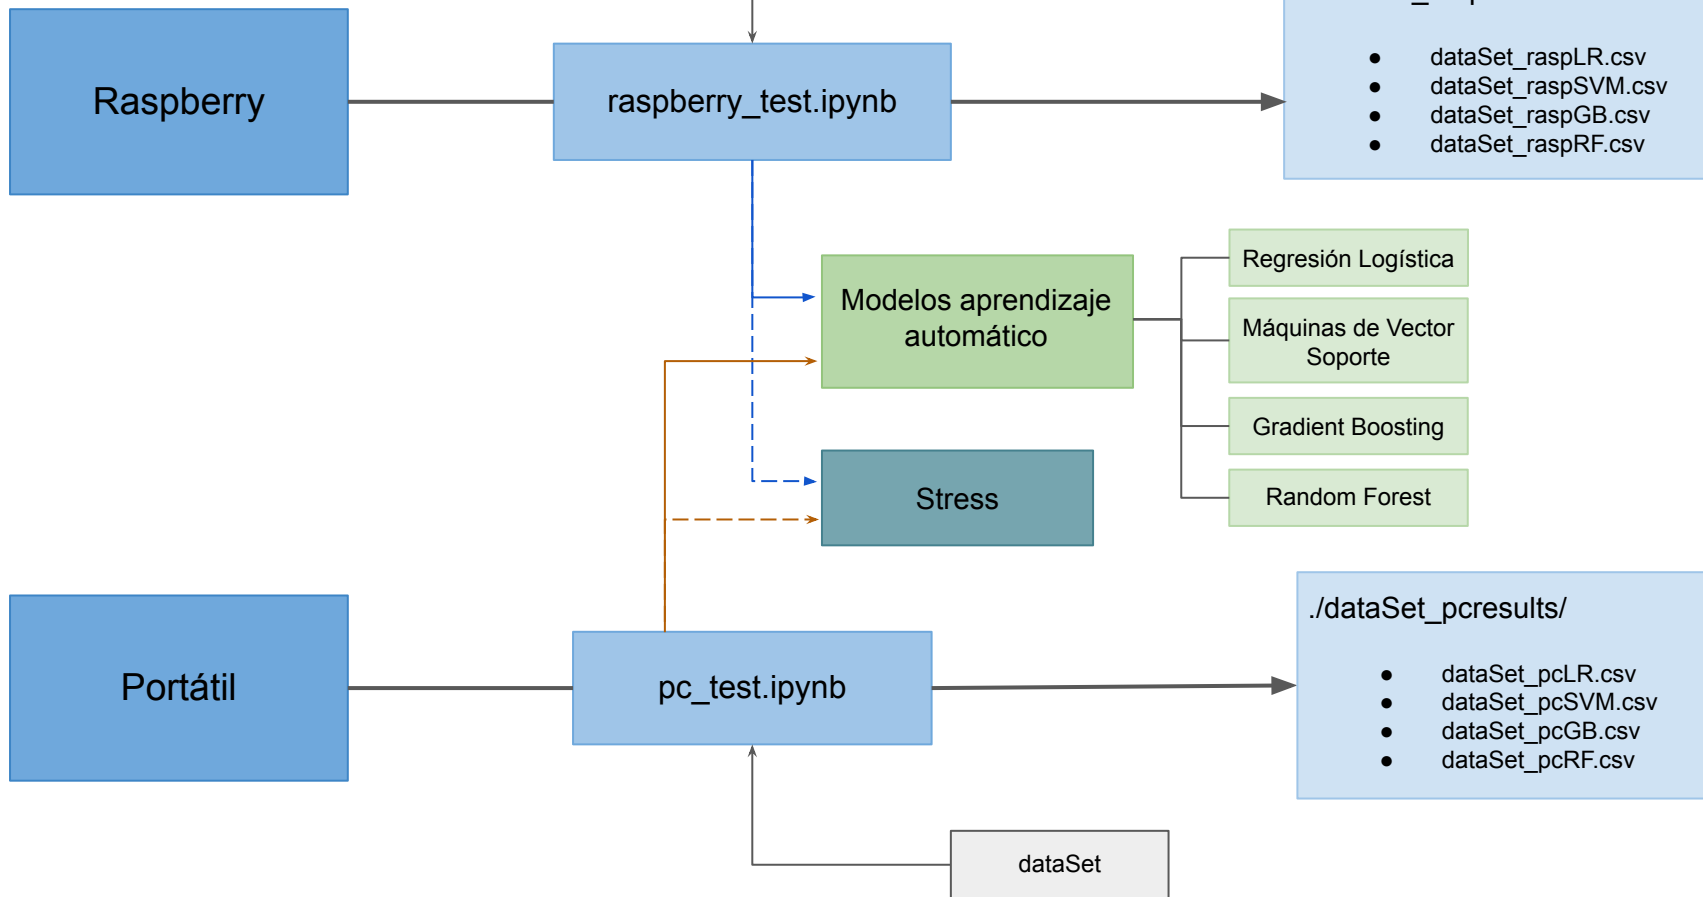 Raspberry
raspberry_test.ipynb
● dataSet_raspLR.csv
● dataSet_raspSVM.csv
● dataSet_raspGB.csv
● dataSet_raspRF.csv
Modelos aprendizaje
automático
Regresión Logística
Máquinas de Vector
Soporte
Gradient Boosting
Random Forest
Stress
Portátil
pc_test.ipynb
./dataSet_pcresults/
● dataSet_pcLR.csv
● dataSet_pcSVM.csv
● dataSet_pcGB.csv
● dataSet_pcRF.csv
dataSet